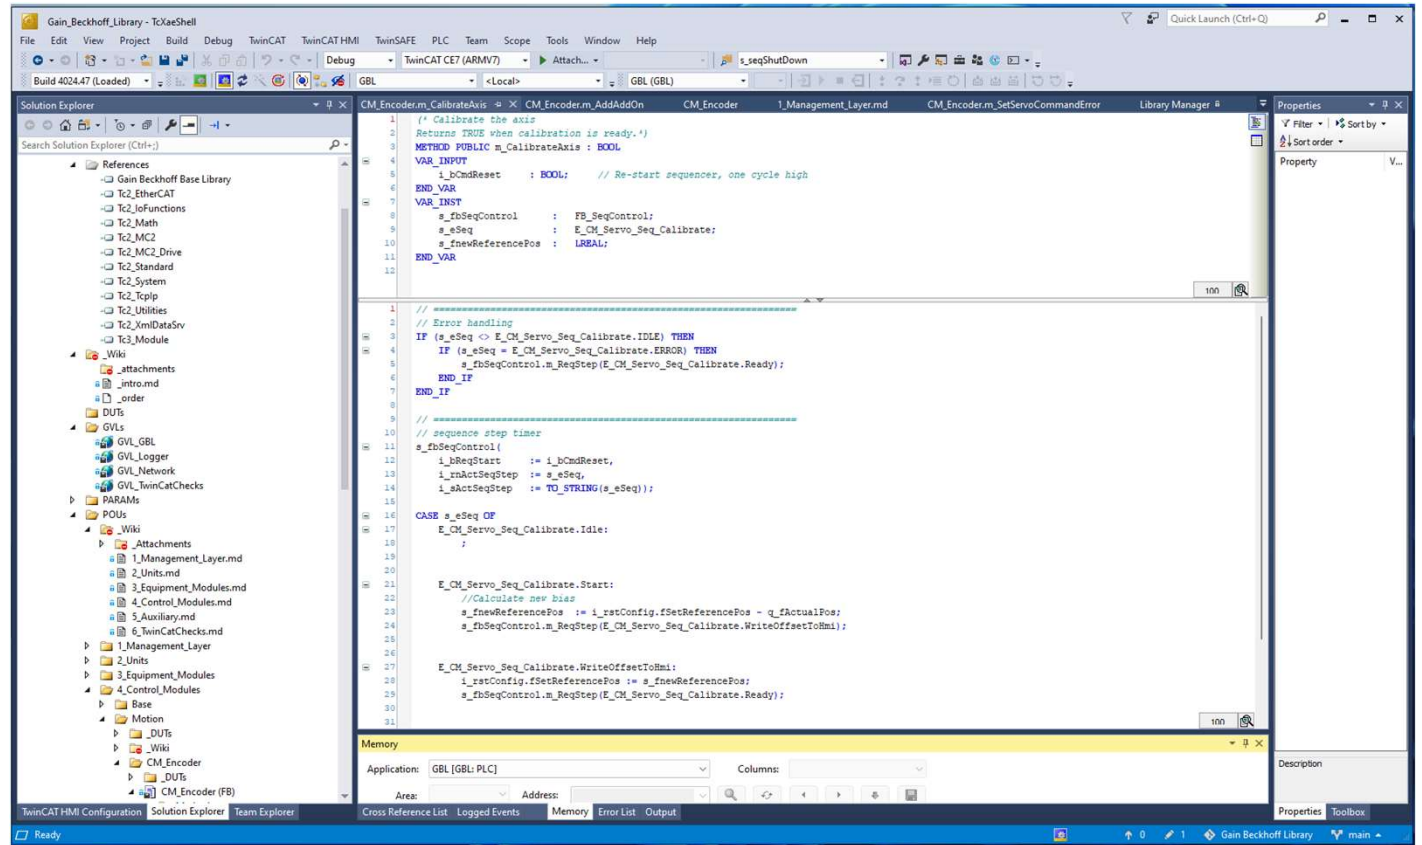 Gain_Beckhoff_Library - TcXaeShell
Quick Launch (Ctrl+Q)
File Edit View Project Build Debug TwinCAT TwinCAT HMI TwinSAFE PLC Team Scope Tools Window Help
Debug TwinCAT CE7 (ARMV7) Attach... s_seqShutDown
Build 4024.47 (Loaded) GBL <Local> GBL (GBL)
Solution Explorer
Search Solution Explorer (Ctrl+;)
References
Gain Beckhoff Base Library
Tc2_EtherCAT
Tc2_IoFunctions
Tc2_Math
Tc2_MC2
Tc2_MC2_Drive
Tc2_Standard
Tc2_System
Tc2_TcpIp
Tc2_Utilities
Tc2_XmlDataSrv
Tc3_Module
_Wiki
_attachments
_intro.md
_order
DUTs
GVLs
GVL_GBL
GVL_Logger
GVL_Network
GVL_TwinCatChecks
PARAMs
POUs
_Wiki
_Attachments
1_Management_Layer.md
2_Units.md
3_Equipment_Modules.md
4_Control_Modules.md
5_Auxiliary.md
6_TwinCatChecks.md
1_Management_Layer
2_Units
3_Equipment_Modules
4_Control_Modules
Base
Motion
_DUTs
_Wiki
CM_Encoder
_DUTs
CM_Encoder (FB)
TwinCAT HMI Configuration Solution Explorer Team Explorer
CM_Encoder.m_CalibrateAxis CM_Encoder.m_AddAddOn CM_Encoder 1_Management_Layer.md CM_Encoder.m_SetServoCommandError Library Manager
1 (* Calibrate the axis
2 Returns TRUE when calibration is ready.*)
3 METHOD PUBLIC m_CalibrateAxis : BOOL
4 VAR_INPUT
5 i_bCmdReset : BOOL; // Re-start sequencer, one cycle high
6 END_VAR
7 VAR_INST
8 s_fbSeqControl : FB_SeqControl;
9 s_eSeq : E_CM_Servo_Seq_Calibrate;
10 s_fnewReferencePos : LREAL;
11 END_VAR
12
100
1 // ================================================================
2 // Error handling
3 IF (s_eSeq <> E_CM_Servo_Seq_Calibrate.IDLE) THEN
4 IF (s_eSeq = E_CM_Servo_Seq_Calibrate.ERROR) THEN
5 s_fbSeqControl.m_ReqStep(E_CM_Servo_Seq_Calibrate.Ready);
6 END_IF
7 END_IF
8
9 // ================================================================
10 // sequence step timer
11 s_fbSeqControl(
12 i_bReqStart := i_bCmdReset,
13 i_rnActSeqStep := s_eSeq,
14 i_sActSeqStep := TO_STRING(s_eSeq));
15
16 CASE s_eSeq OF
17 E_CM_Servo_Seq_Calibrate.Idle:
18 ;
19
20
21 E_CM_Servo_Seq_Calibrate.Start:
22 //Calculate new bias
23 s_fnewReferencePos := i_rstConfig.fSetReferencePos - q_fActualPos;
24 s_fbSeqControl.m_ReqStep(E_CM_Servo_Seq_Calibrate.WriteOffsetToHmi);
25
26
27 E_CM_Servo_Seq_Calibrate.WriteOffsetToHmi:
28 i_rstConfig.fSetReferencePos := s_fnewReferencePos;
29 s_fbSeqControl.m_ReqStep(E_CM_Servo_Seq_Calibrate.Ready);
30
31
100
Memory
Application: GBL [GBL: PLC] Columns:
Area: Address:
Cross Reference List Logged Events Memory Error List Output
Properties
Filter Sort by
Sort order
Property V...
Description
Properties Toolbox
Ready 0 1 Gain Beckhoff Library main